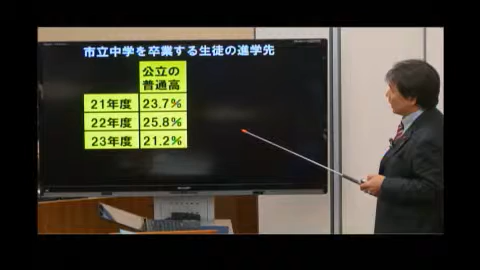 市立中学を卒業する生徒の進学先
公立の
普通高
21年度 23.7%
22年度 25.8%
23年度 21.2%